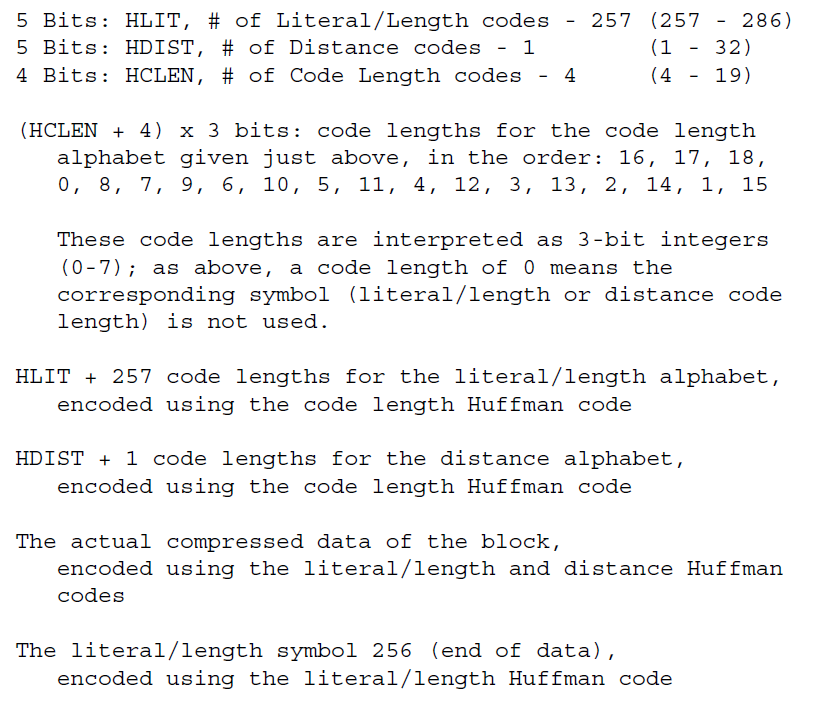 5 Bits: HLIT, # of Literal/Length codes - 257 (257 - 286)
5 Bits: HDIST, # of Distance codes - 1 (1 - 32)
4 Bits: HCLEN, # of Code Length codes - 4 (4 - 19)
(HCLEN + 4) x 3 bits: code lengths for the code length
alphabet given just above, in the order: 16, 17, 18,
0, 8, 7, 9, 6, 10, 5, 11, 4, 12, 3, 13, 2, 14, 1, 15
These code lengths are interpreted as 3-bit integers
(0-7); as above, a code length of 0 means the
corresponding symbol (literal/length or distance code
length) is not used.
HLIT + 257 code lengths for the literal/length alphabet,
encoded using the code length Huffman code
HDIST + 1 code lengths for the distance alphabet,
encoded using the code length Huffman code
The actual compressed data of the block,
encoded using the literal/length and distance Huffman
codes
The literal/length symbol 256 (end of data),
encoded using the literal/length Huffman code